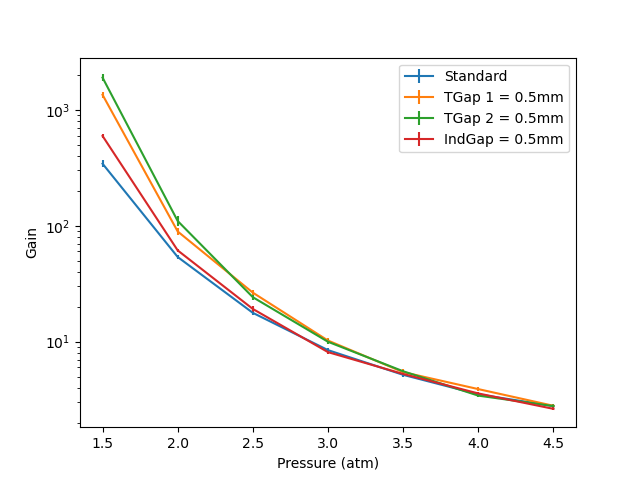 Standard
TGap 1 = 0.5mm
TGap 2 = 0.5mm
IndGap = 0.5mm
10³
10²
10¹
Gain
1.5 2.0 2.5 3.0 3.5 4.0 4.5
Pressure (atm)